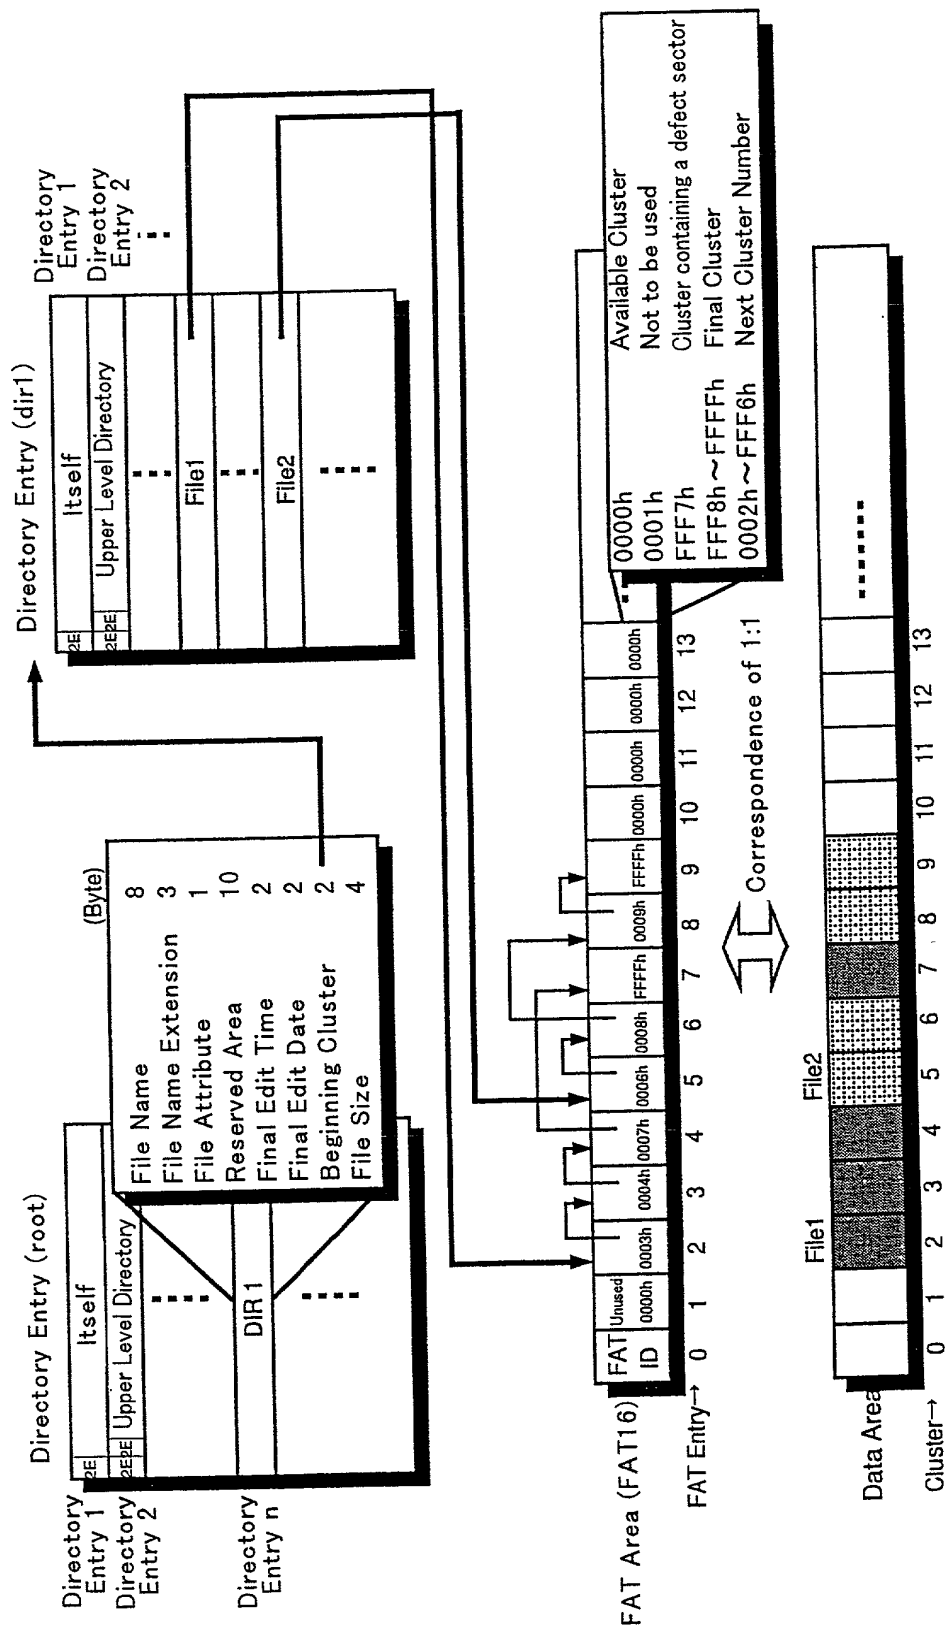 Directory Entry (root)
Directory
Entry 1
Directory
Entry 2
Directory
Entry n
2E
Itself
2E2E
Upper Level Directory
DIR1
(Byte)
File Name 8
File Name Extension 3
File Attribute 1
Reserved Area 10
Final Edit Time 2
Final Edit Date 2
Beginning Cluster 2
File Size 4
Directory Entry (dir1)
2E
Itself
2E2E
Upper Level Directory
File1
File2
Directory
Entry 1
Directory
Entry 2
FAT Area (FAT16)
FAT
ID
Unused
0000h
0003h 0004h 0007h 0006h 0008h FFFFh 0009h FFFFh 0000h 0000h 0000h 0000h
FAT Entry→ 0 1 2 3 4 5 6 7 8 9 10 11 12 13
0000h Available Cluster
0001h Not to be used
FFF7h Cluster containing a defect sector
FFF8h~FFFFh Final Cluster
0002h~FFF6h Next Cluster Number
Correspondence of 1:1
File1
File2
Data Area
Cluster→ 0 1 2 3 4 5 6 7 8 9 10 11 12 13